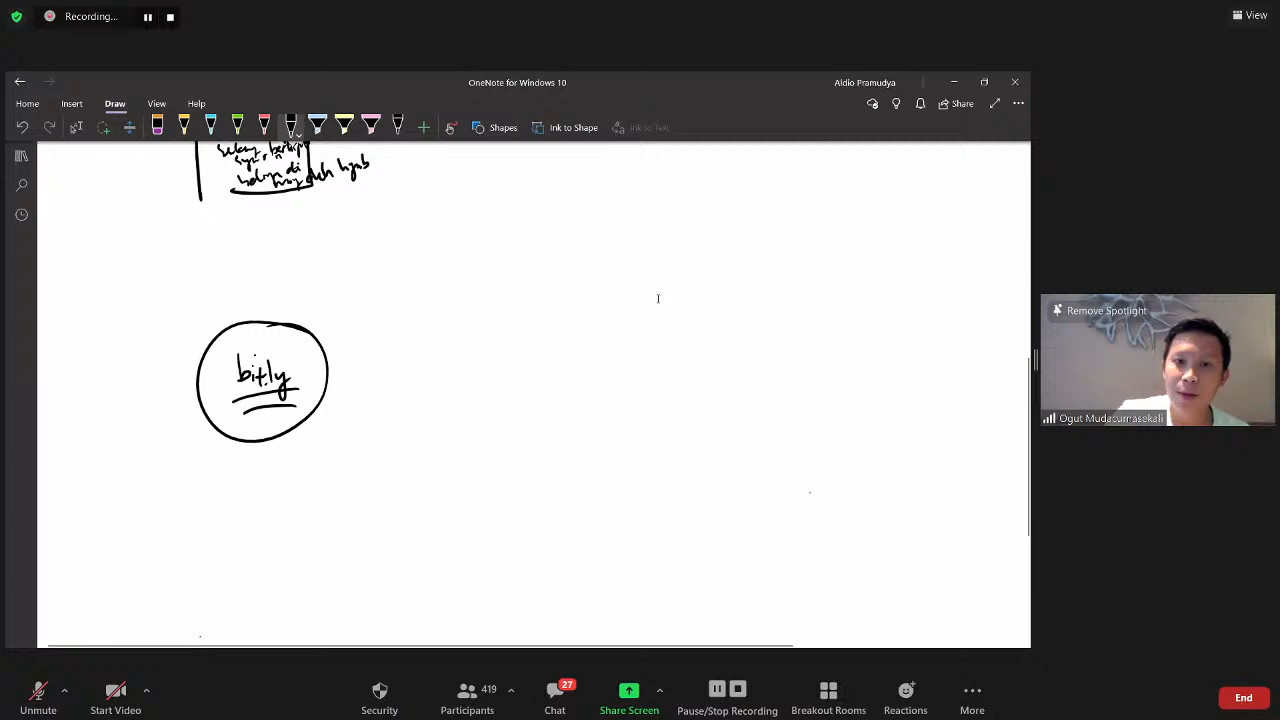 Recording...
View
OneNote for Windows 10
Aldio Pramudya
Home Insert Draw View Help
Shapes Ink to Shape Ink to Text Share
bit.ly
Remove Spotlight
Ogut Mudacumasekali
Unmute Start Video Security Participants 419 Chat 27 Share Screen Pause/Stop Recording Breakout Rooms Reactions More End